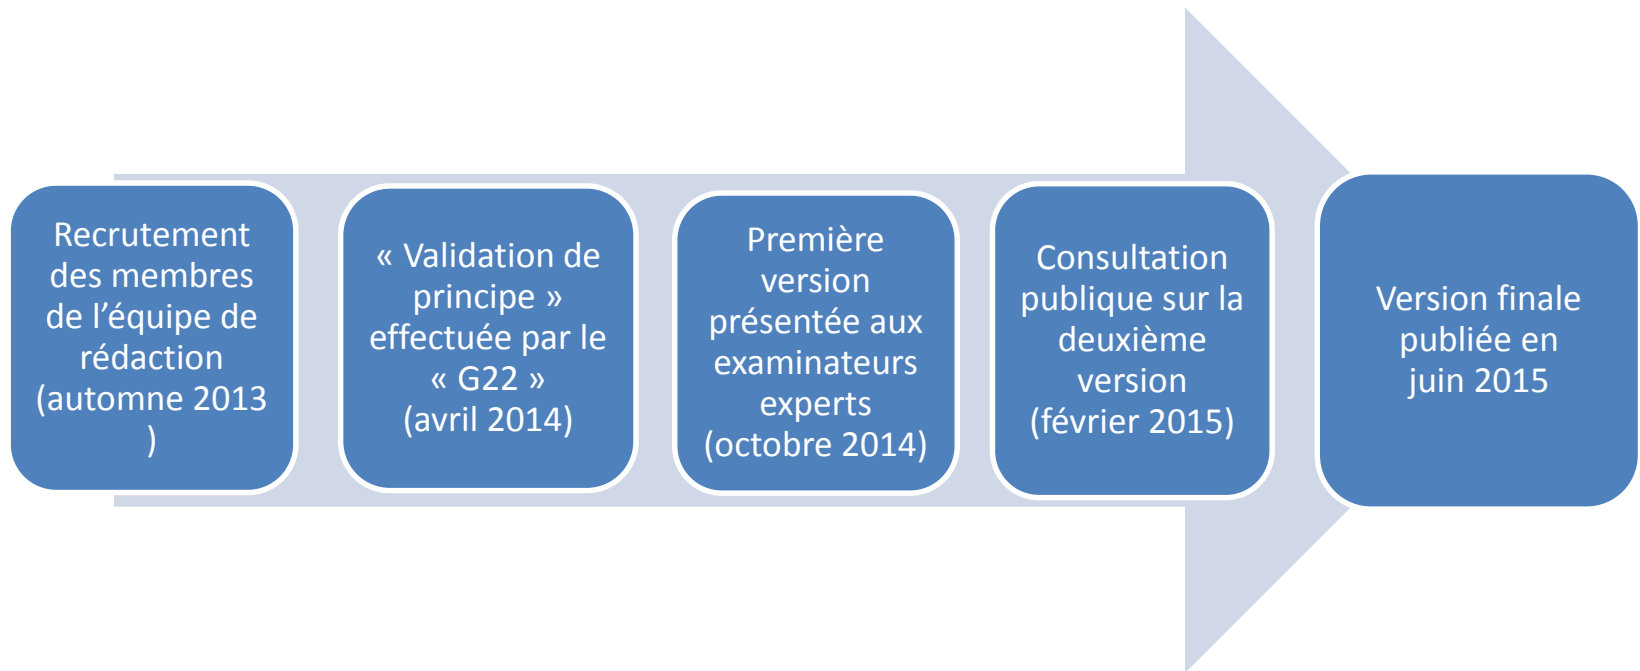 Recrutement
des membres
de l’équipe de
rédaction
(automne 2013
)
« Validation de
principe »
effectuée par le
« G22 »
(avril 2014)
Première
version
présentée aux
examinateurs
experts
(octobre 2014)
Consultation
publique sur la
deuxième
version
(février 2015)
Version finale
publiée en
juin 2015